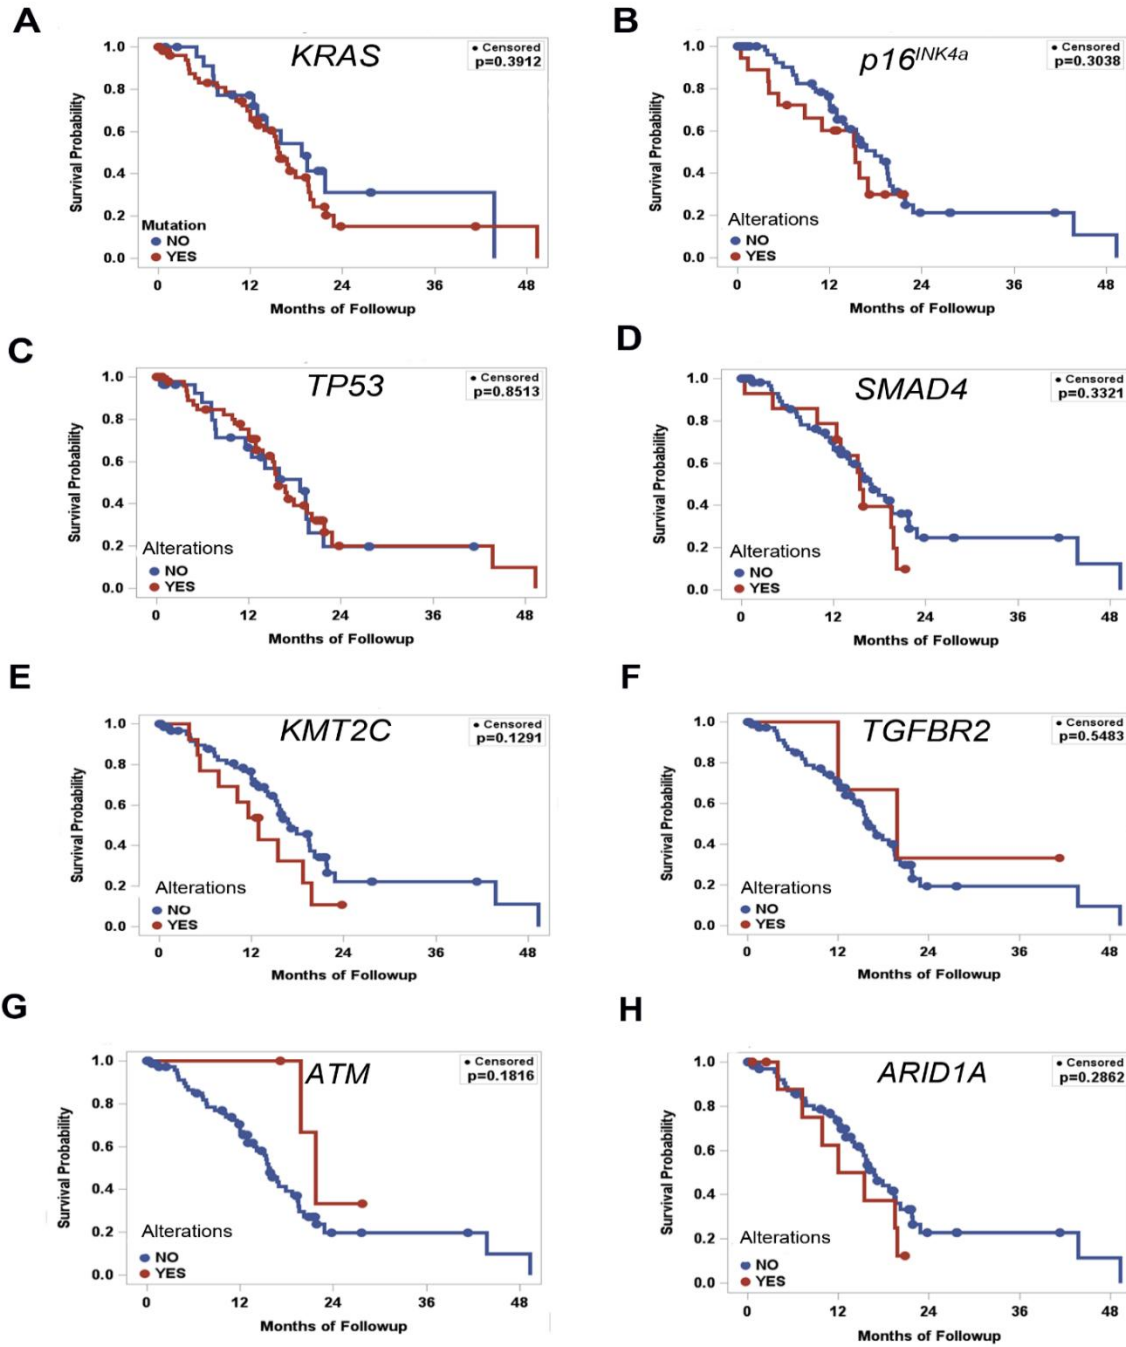 A
KRAS
• Censored
p=0.3912
Survival Probability
1.0
0.8
0.6
0.4
0.2
0.0
Mutation
NO
YES
0 12 24 36 48
Months of Followup
B
p16INK4a
• Censored
p=0.3038
Survival Probability
1.0
0.8
0.6
0.4
0.2
0.0
Alterations
NO
YES
0 12 24 36 48
Months of Followup
C
TP53
• Censored
p=0.8513
Survival Probability
1.0
0.8
0.6
0.4
0.2
0.0
Alterations
NO
YES
0 12 24 36 48
Months of Followup
D
SMAD4
• Censored
p=0.3321
Survival Probability
1.0
0.8
0.6
0.4
0.2
0.0
Alterations
NO
YES
0 12 24 36 48
Months of Followup
E
KMT2C
• Censored
p=0.1291
Survival Probability
1.0
0.8
0.6
0.4
0.2
0.0
Alterations
NO
YES
0 12 24 36 48
Months of Followup
F
TGFBR2
• Censored
p=0.5483
Survival Probability
1.0
0.8
0.6
0.4
0.2
0.0
Alterations
NO
YES
0 12 24 36 48
Months of Followup
G
ATM
• Censored
p=0.1816
Survival Probability
1.0
0.8
0.6
0.4
0.2
0.0
Alterations
NO
YES
0 12 24 36 48
Months of Followup
H
ARID1A
• Censored
p=0.2862
Survival Probability
1.0
0.8
0.6
0.4
0.2
0.0
Alterations
NO
YES
0 12 24 36 48
Months of Followup